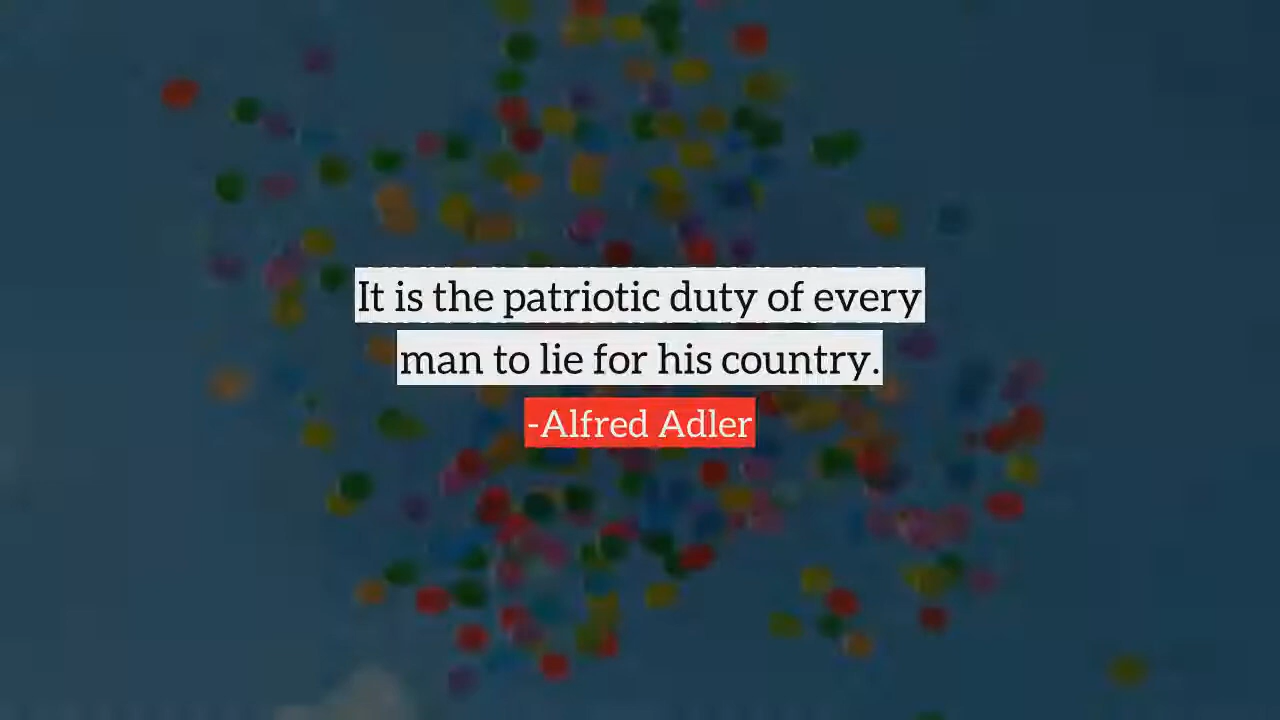 It is the patriotic duty of every
man to lie for his country.
-Alfred Adler